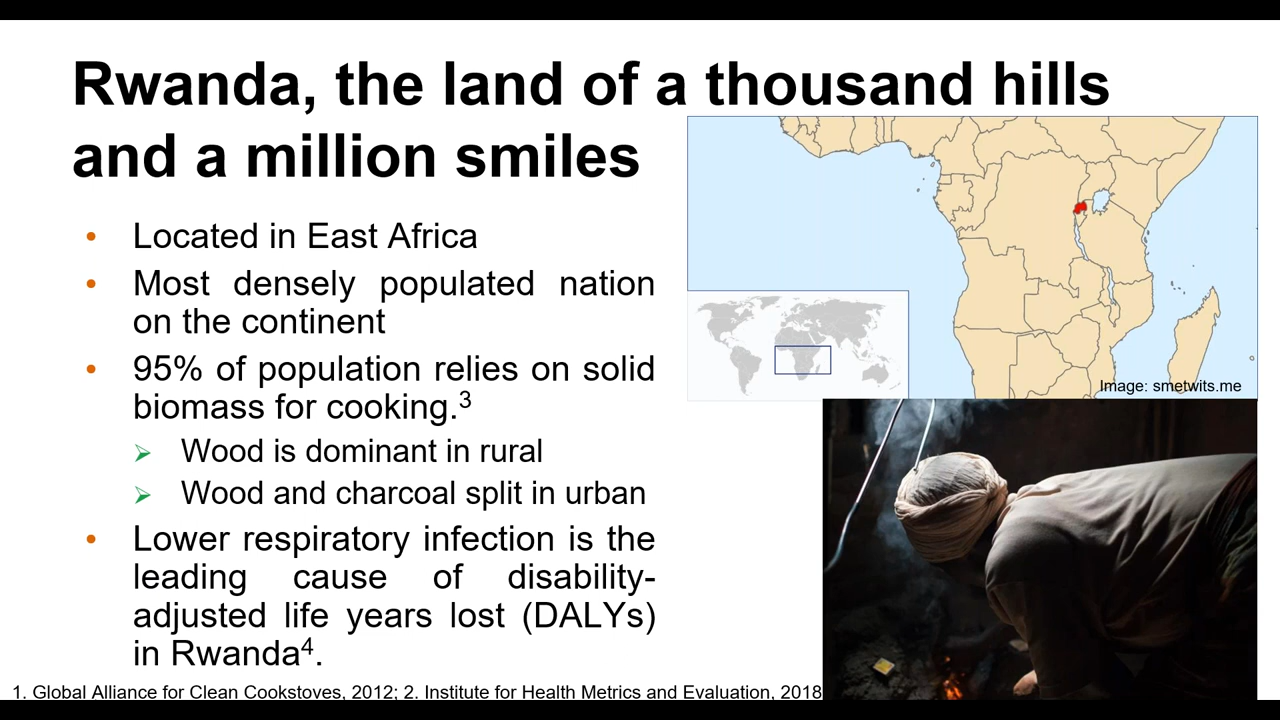 Rwanda, the land of a thousand hills
and a million smiles
• Located in East Africa
• Most densely populated nation
on the continent
• 95% of population relies on solid
biomass for cooking.³
➢ Wood is dominant in rural
➢ Wood and charcoal split in urban
• Lower respiratory infection is the
leading cause of disability-
adjusted life years lost (DALYs)
in Rwanda⁴.
Image: smetwits.me
1. Global Alliance for Clean Cookstoves, 2012; 2. Institute for Health Metrics and Evaluation, 2018